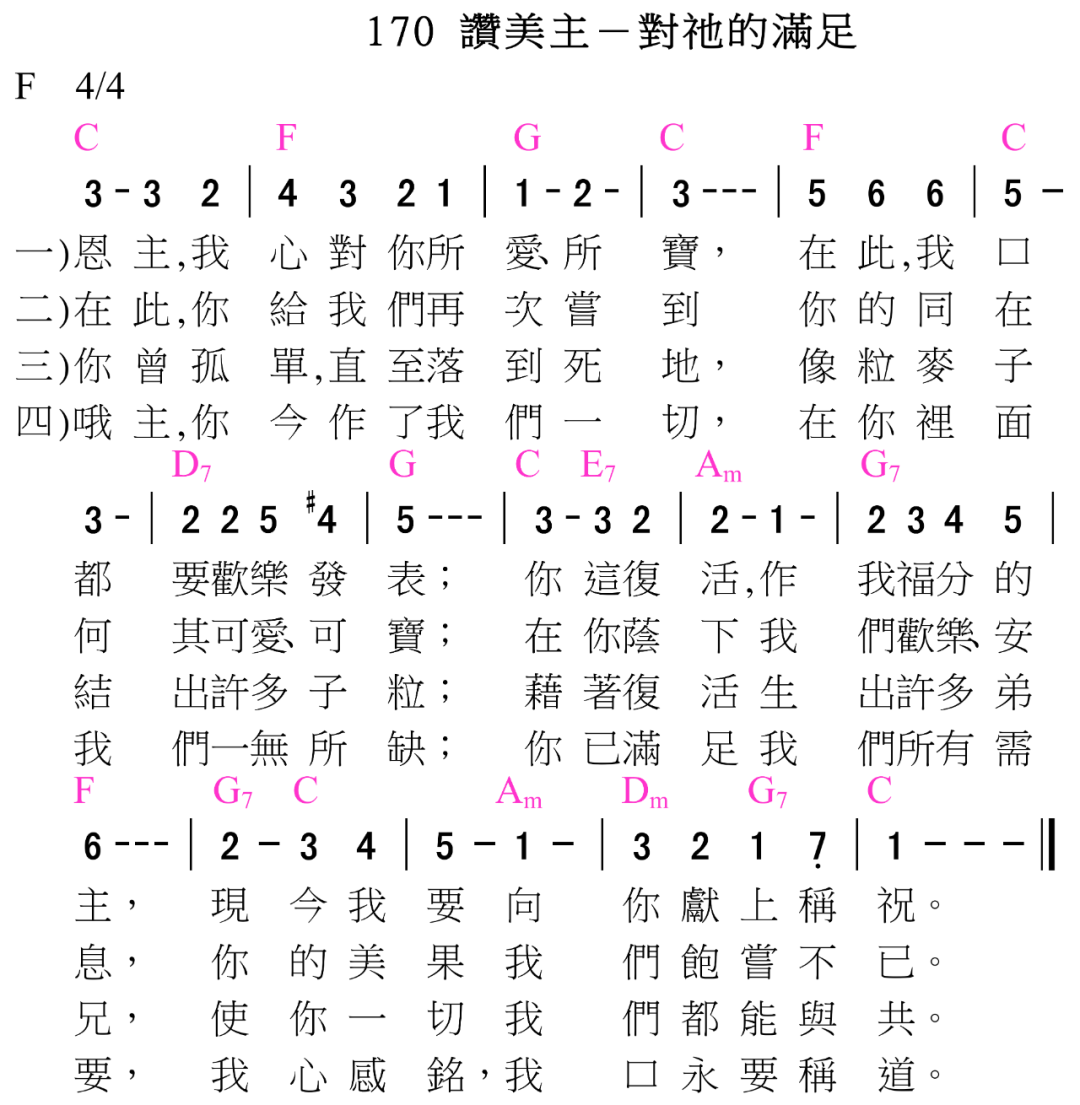 170 讚美主－對祂的滿足
F 4/4
C F G C F C
3 - 3 2 | 4 3 2 1 | 1 - 2 - | 3 - - - | 5 6 6 | 5 -
一)恩主,我心對你所愛、所寶，在此,我口
二)在此,你給我們再次嘗到 你的同在
三)你曾孤單,直至落到死地，像粒麥子
四)哦主,你今作了我們一切，在你裡面
D7 G C E7 Am G7
3 - | 2 2 5 #4 | 5 - - - | 3 - 3 2 | 2 - 1 - | 2 3 4 5 |
都要歡樂發表；你這復活,作我福分的
何其可愛、可寶；在你蔭下我們歡樂、安
結出許多子粒；藉著復活生出許多弟
我們一無所缺；你已滿足我們所有需
F G7 C Am Dm G7 C
6 - - - | 2 - 3 4 | 5 - 1 - | 3 2 1 7̣ | 1 - - - ‖
主，現今我要向你獻上稱祝。
息，你的美果我們飽嘗不已。
兄，使你一切我們都能與共。
要，我心感銘，我口永要稱道。